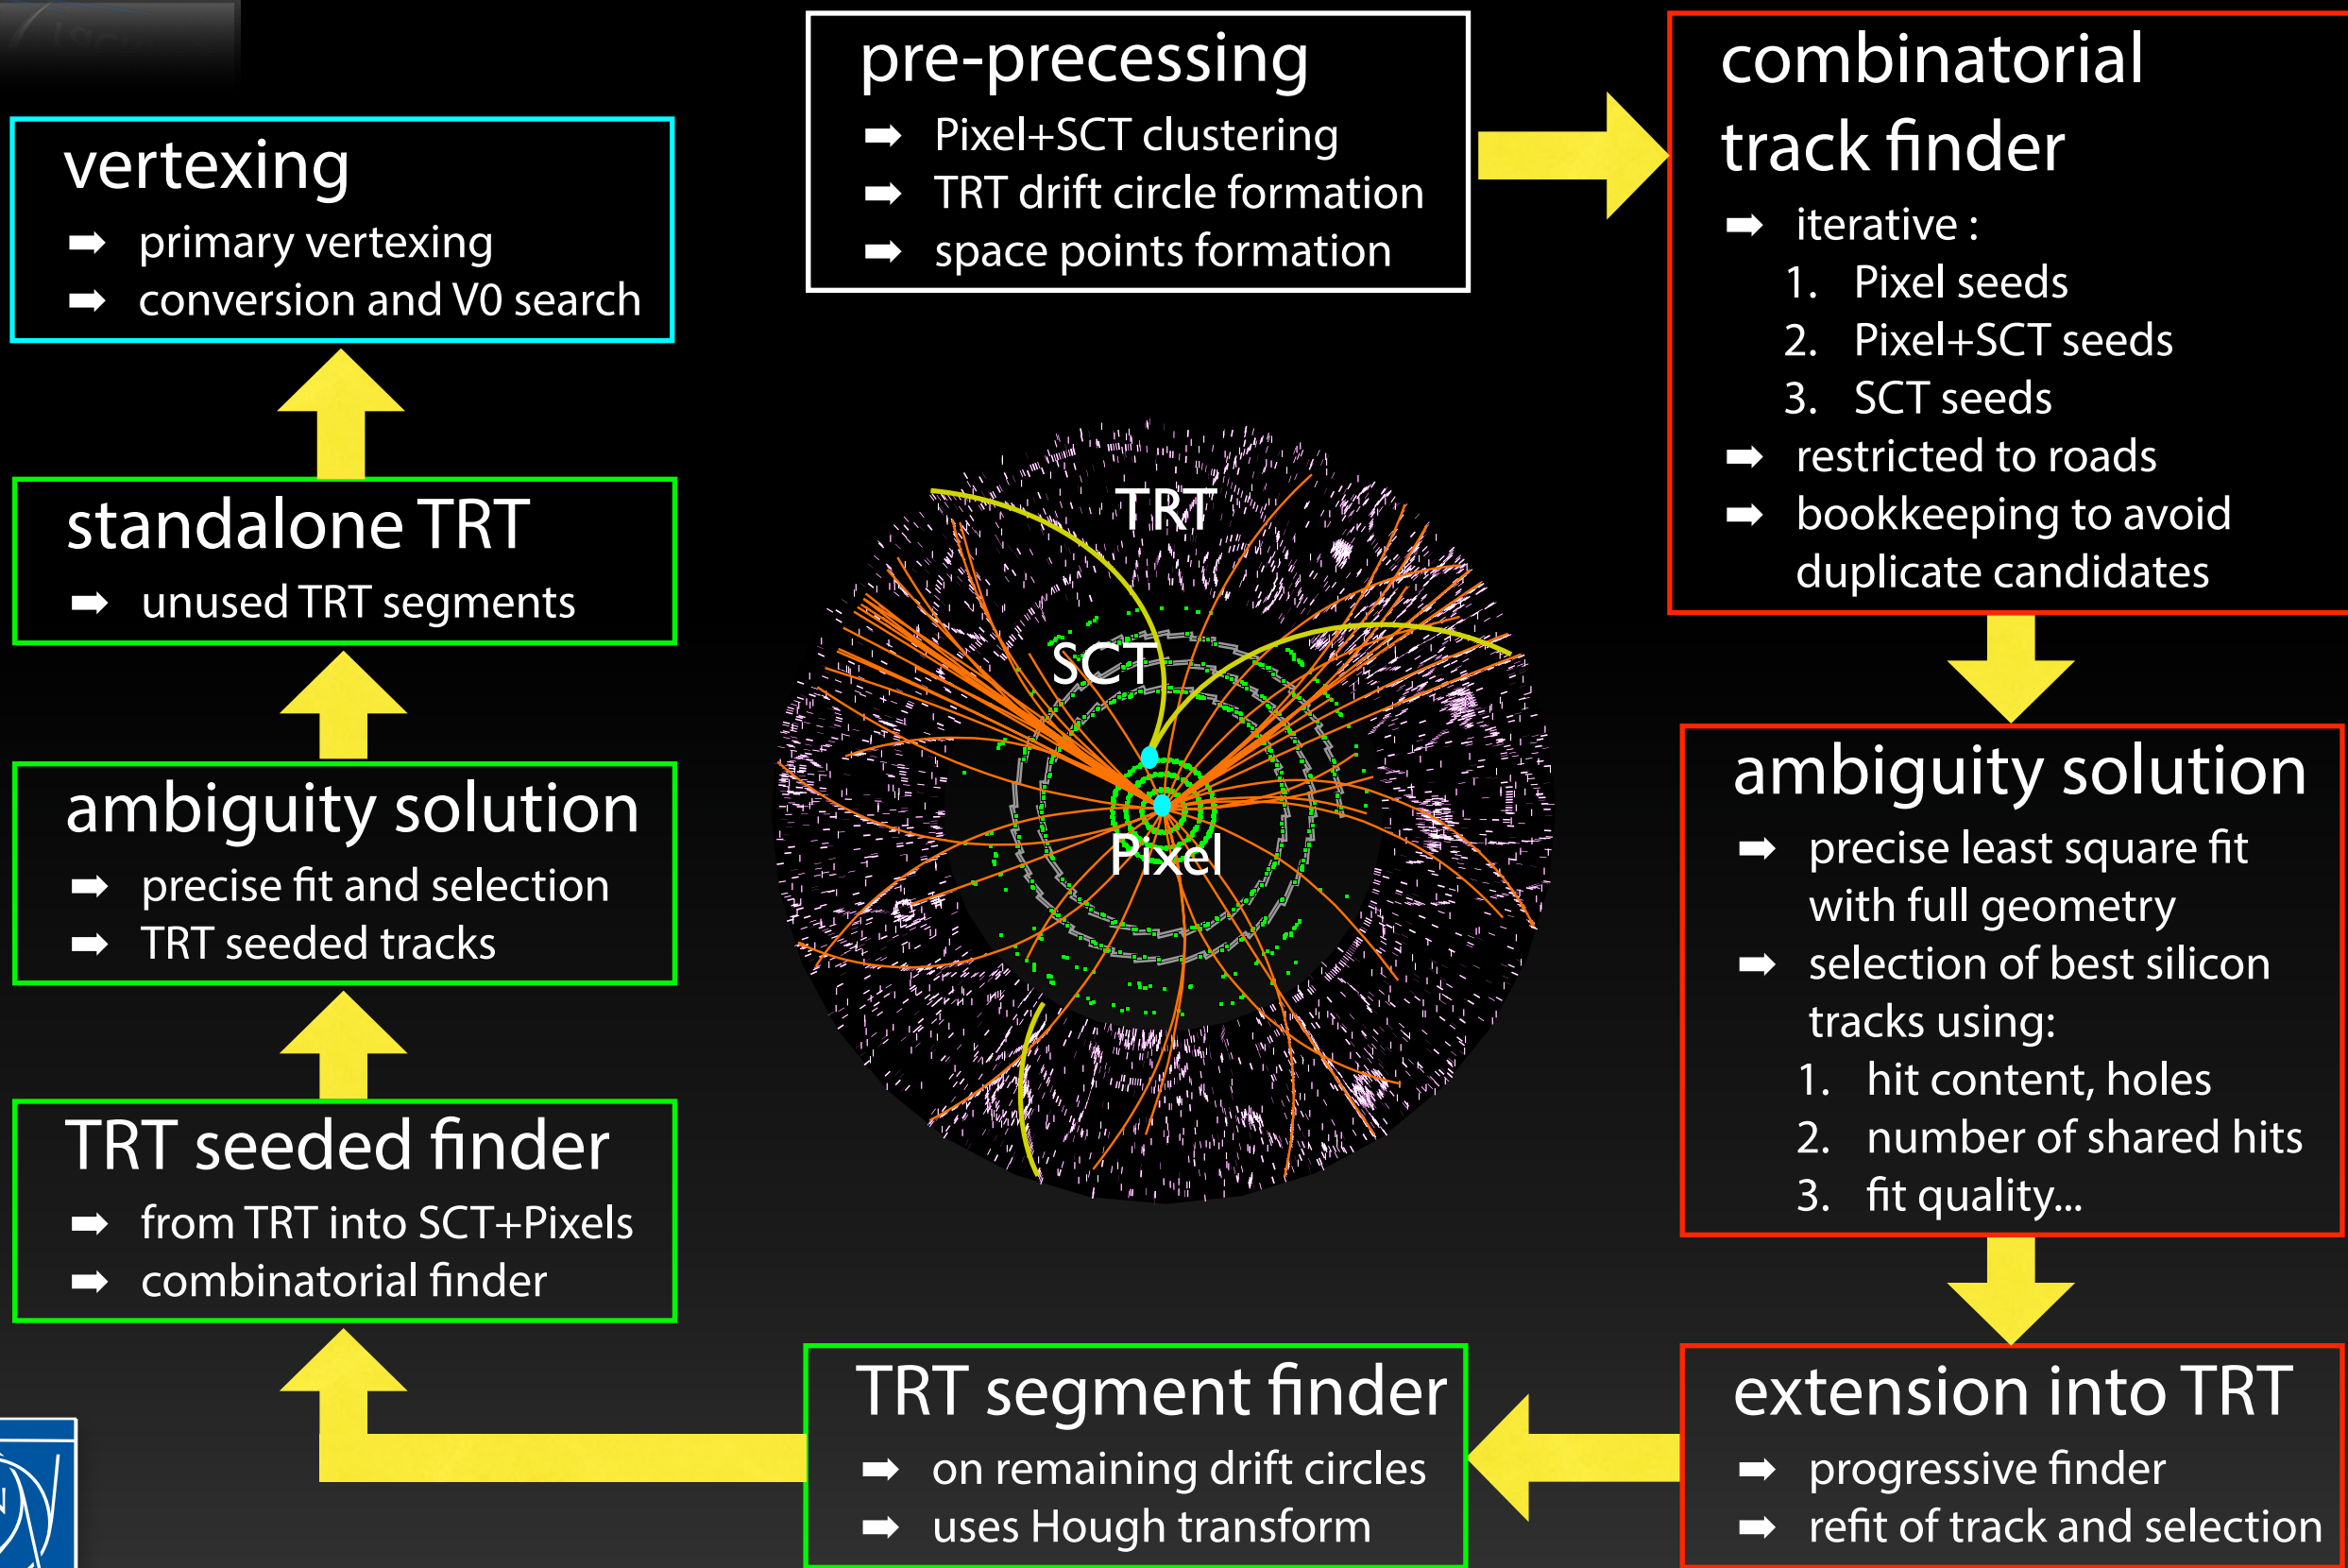 pre-precessing
➡ Pixel+SCT clustering
➡ TRT drift circle formation
➡ space points formation
combinatorial
track finder
➡ iterative :
1. Pixel seeds
2. Pixel+SCT seeds
3. SCT seeds
➡ restricted to roads
➡ bookkeeping to avoid
duplicate candidates
ambiguity solution
➡ precise least square fit
with full geometry
➡ selection of best silicon
tracks using:
1. hit content, holes
2. number of shared hits
3. fit quality...
extension into TRT
➡ progressive finder
➡ refit of track and selection
TRT segment finder
➡ on remaining drift circles
➡ uses Hough transform
TRT seeded finder
➡ from TRT into SCT+Pixels
➡ combinatorial finder
ambiguity solution
➡ precise fit and selection
➡ TRT seeded tracks
standalone TRT
➡ unused TRT segments
vertexing
➡ primary vertexing
➡ conversion and V0 search
TRT
SCT
Pixel